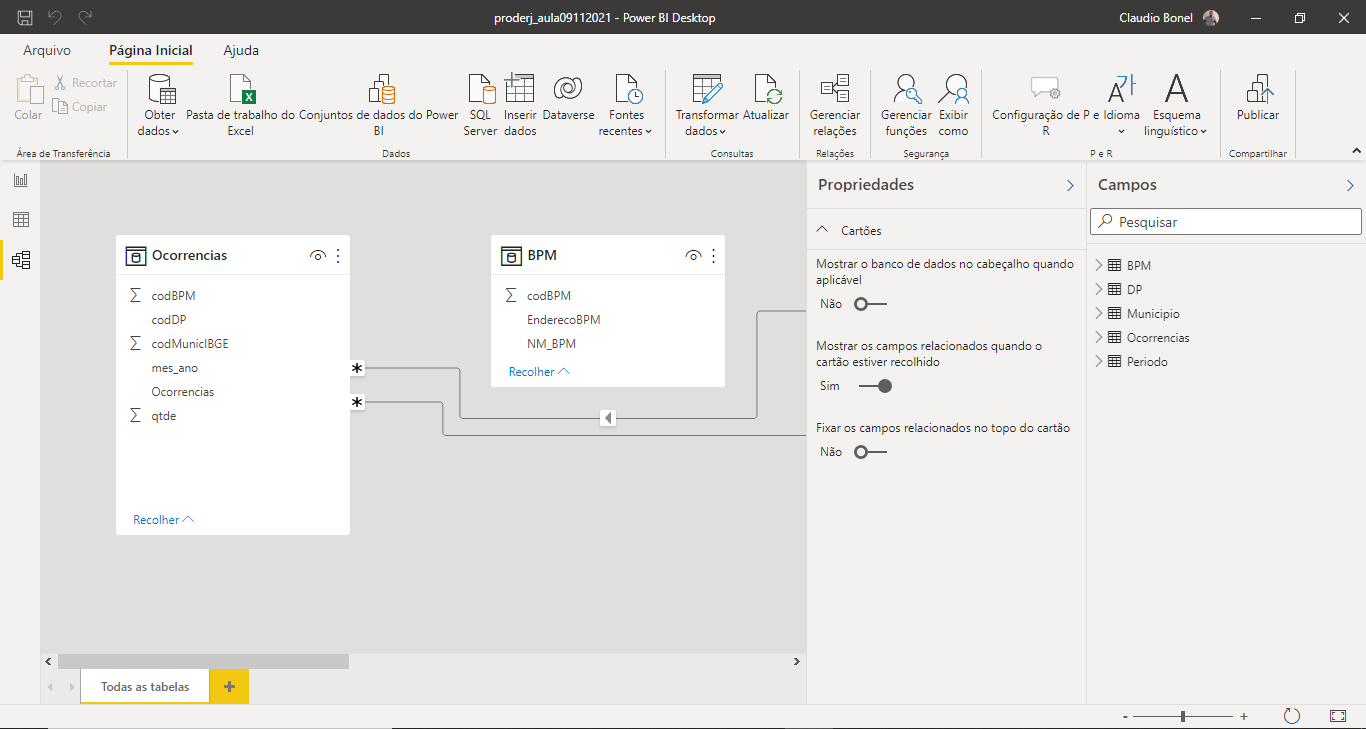 proderj_aula09112021 - Power BI Desktop
Claudio Bonel
Arquivo
Página Inicial
Ajuda
Colar
Recortar
Copiar
Área de Transferência
Obter
dados
Pasta de trabalho do
Excel
Conjuntos de dados do Power
BI
SQL
Server
Inserir
dados
Dataverse
Fontes
recentes
Dados
Transformar
dados
Atualizar
Consultas
Gerenciar
relações
Relações
Gerenciar
funções
Exibir
como
Segurança
Configuração de P e
R
Idioma
Esquema
linguístico
P e R
Publicar
Compartilhar
Ocorrencias
codBPM
codDP
codMunicIBGE
mes_ano
Ocorrencias
qtde
Recolher
BPM
codBPM
EnderecoBPM
NM_BPM
Recolher
Propriedades
Cartões
Mostrar o banco de dados no cabeçalho quando
aplicável
Não
Mostrar os campos relacionados quando o
cartão estiver recolhido
Sim
Fixar os campos relacionados no topo do cartão
Não
Campos
Pesquisar
BPM
DP
Municipio
Ocorrencias
Periodo
Todas as tabelas